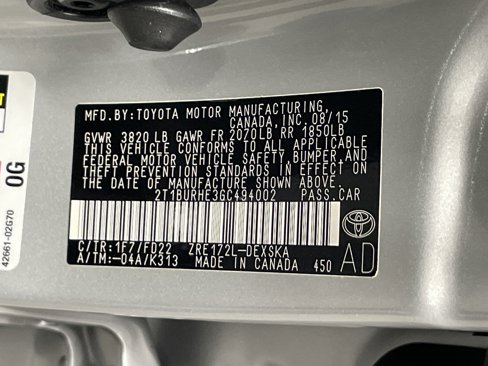 MFD.BY:TOYOTA MOTOR MANUFACTURING,
CANADA,INC. 08/15
GVWR 3820 LB GAWR FR 2070LB RR 1850LB
THIS VEHICLE CONFORMS TO ALL APPLICABLE
FEDERAL MOTOR VEHICLE SAFETY, BUMPER,AND
THEFT PREVENTION STANDARDS IN EFFECT ON
THE DATE OF MANUFACTURE SHOWN ABOVE.
2T1BURHE3GC494002 PASS.CAR
C/TR:1F7/FD22 ZRE172L-DEXSKA
A/TM:-04A/K313 MADE IN CANADA 450
AD
0G
42661-02G70